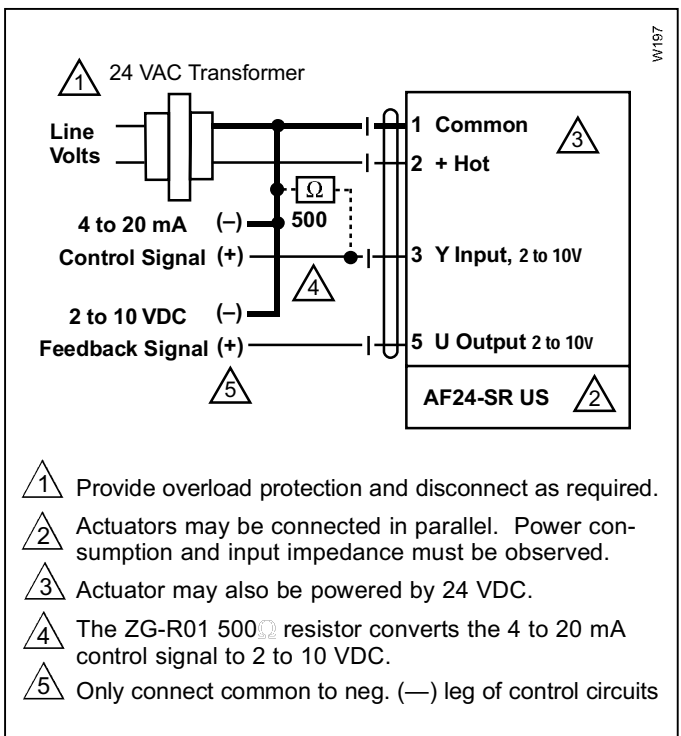 W197
1 24 VAC Transformer
Line
Volts
1 Common
3
2 + Hot
Ω
500
4 to 20 mA (–)
Control Signal (+)
3 Y Input, 2 to 10V
4
2 to 10 VDC (–)
Feedback Signal (+)
5 U Output 2 to 10V
5
AF24-SR US 2
1 Provide overload protection and disconnect as required.
2 Actuators may be connected in parallel. Power con-
sumption and input impedance must be observed.
3 Actuator may also be powered by 24 VDC.
4 The ZG-R01 500Ω resistor converts the 4 to 20 mA
control signal to 2 to 10 VDC.
5 Only connect common to neg. (—) leg of control circuits